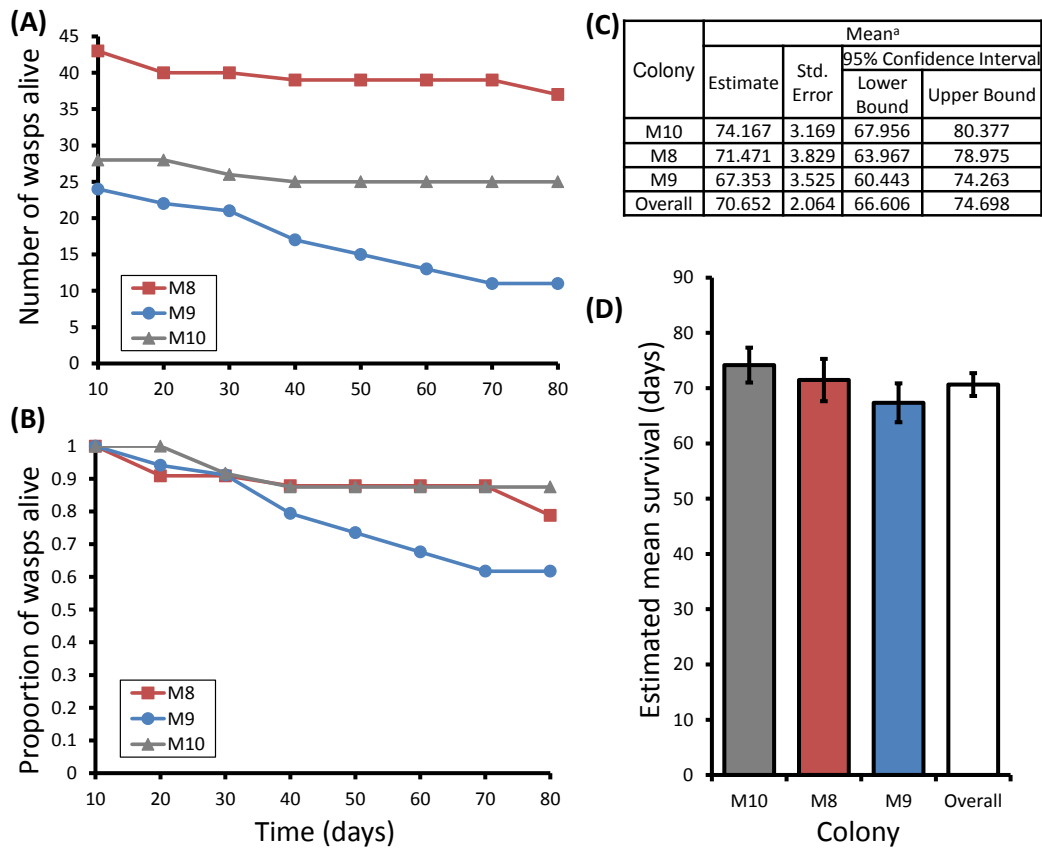 (A)
Number of wasps alive
45
40
35
30
25
20
15
10
5
0
M8
M9
M10
10 20 30 40 50 60 70 80
(B)
Proportion of wasps alive
1
0.9
0.8
0.7
0.6
0.5
0.4
0.3
0.2
0.1
0
M8
M9
M10
10 20 30 40 50 60 70 80
Time (days)
(C)
Colony Meanᵃ
Estimate Std. Error 95% Confidence Interval
Lower Bound Upper Bound
M10 74.167 3.169 67.956 80.377
M8 71.471 3.829 63.967 78.975
M9 67.353 3.525 60.443 74.263
Overall 70.652 2.064 66.606 74.698
(D)
Estimated mean survival (days)
90
80
70
60
50
40
30
20
10
0
M10 M8 M9 Overall
Colony